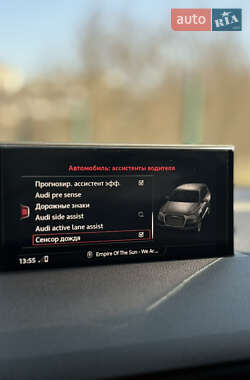 auto RIA
Автомобиль: ассистенты водителя
Прогнозир. ассистент эфф.
Audi pre sense
Дорожные знаки
Audi side assist
Audi active lane assist
Сенсор дождя
13:55
Empire Of The Sun - We Ar...